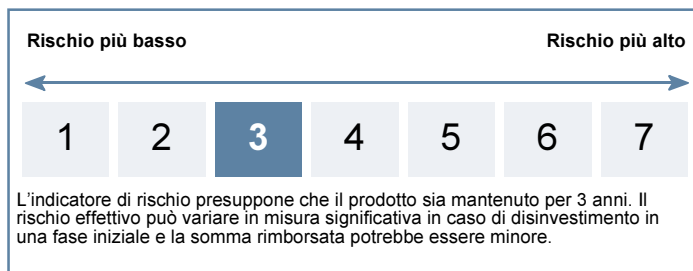 Rischio più basso Rischio più alto
1 2 3 4 5 6 7
L'indicatore di rischio presuppone che il prodotto sia mantenuto per 3 anni. Il
rischio effettivo può variare in misura significativa in caso di disinvestimento in
una fase iniziale e la somma rimborsata potrebbe essere minore.